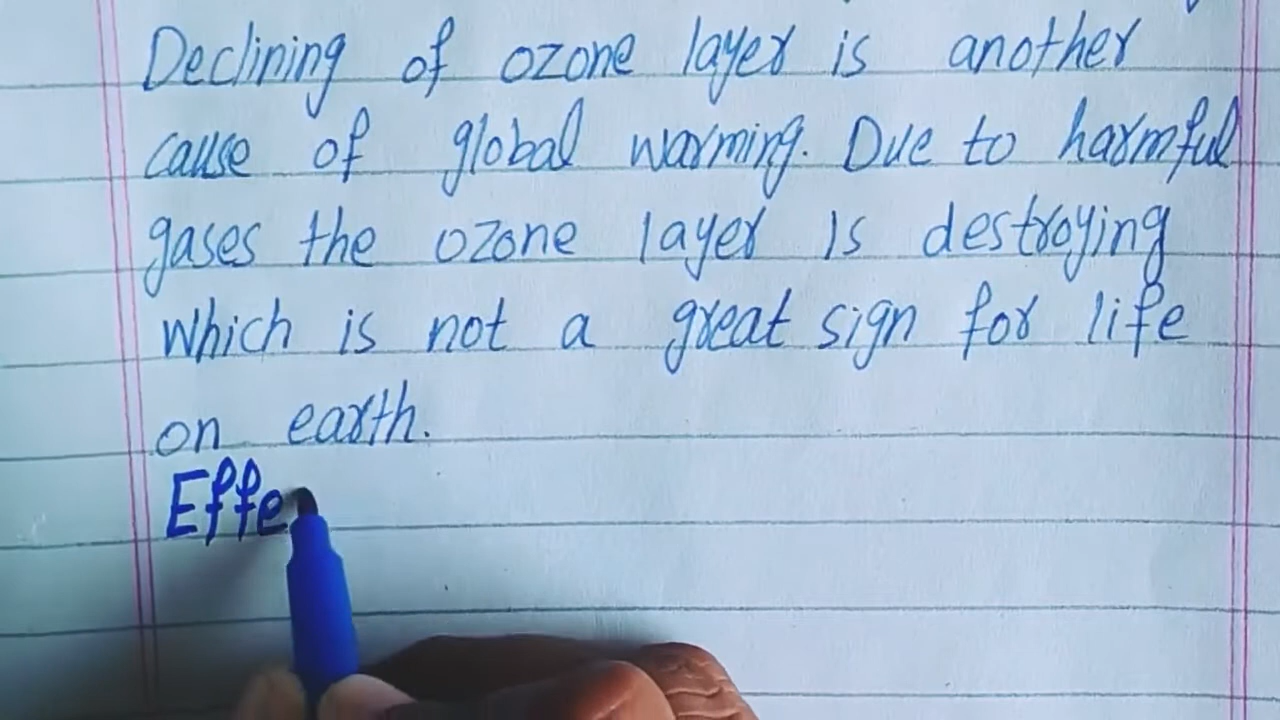 Declining of ozone layer is another
cause of global warming. Due to harmful
gases the ozone layer is destroying
which is not a great sign for life
on earth.
Effe